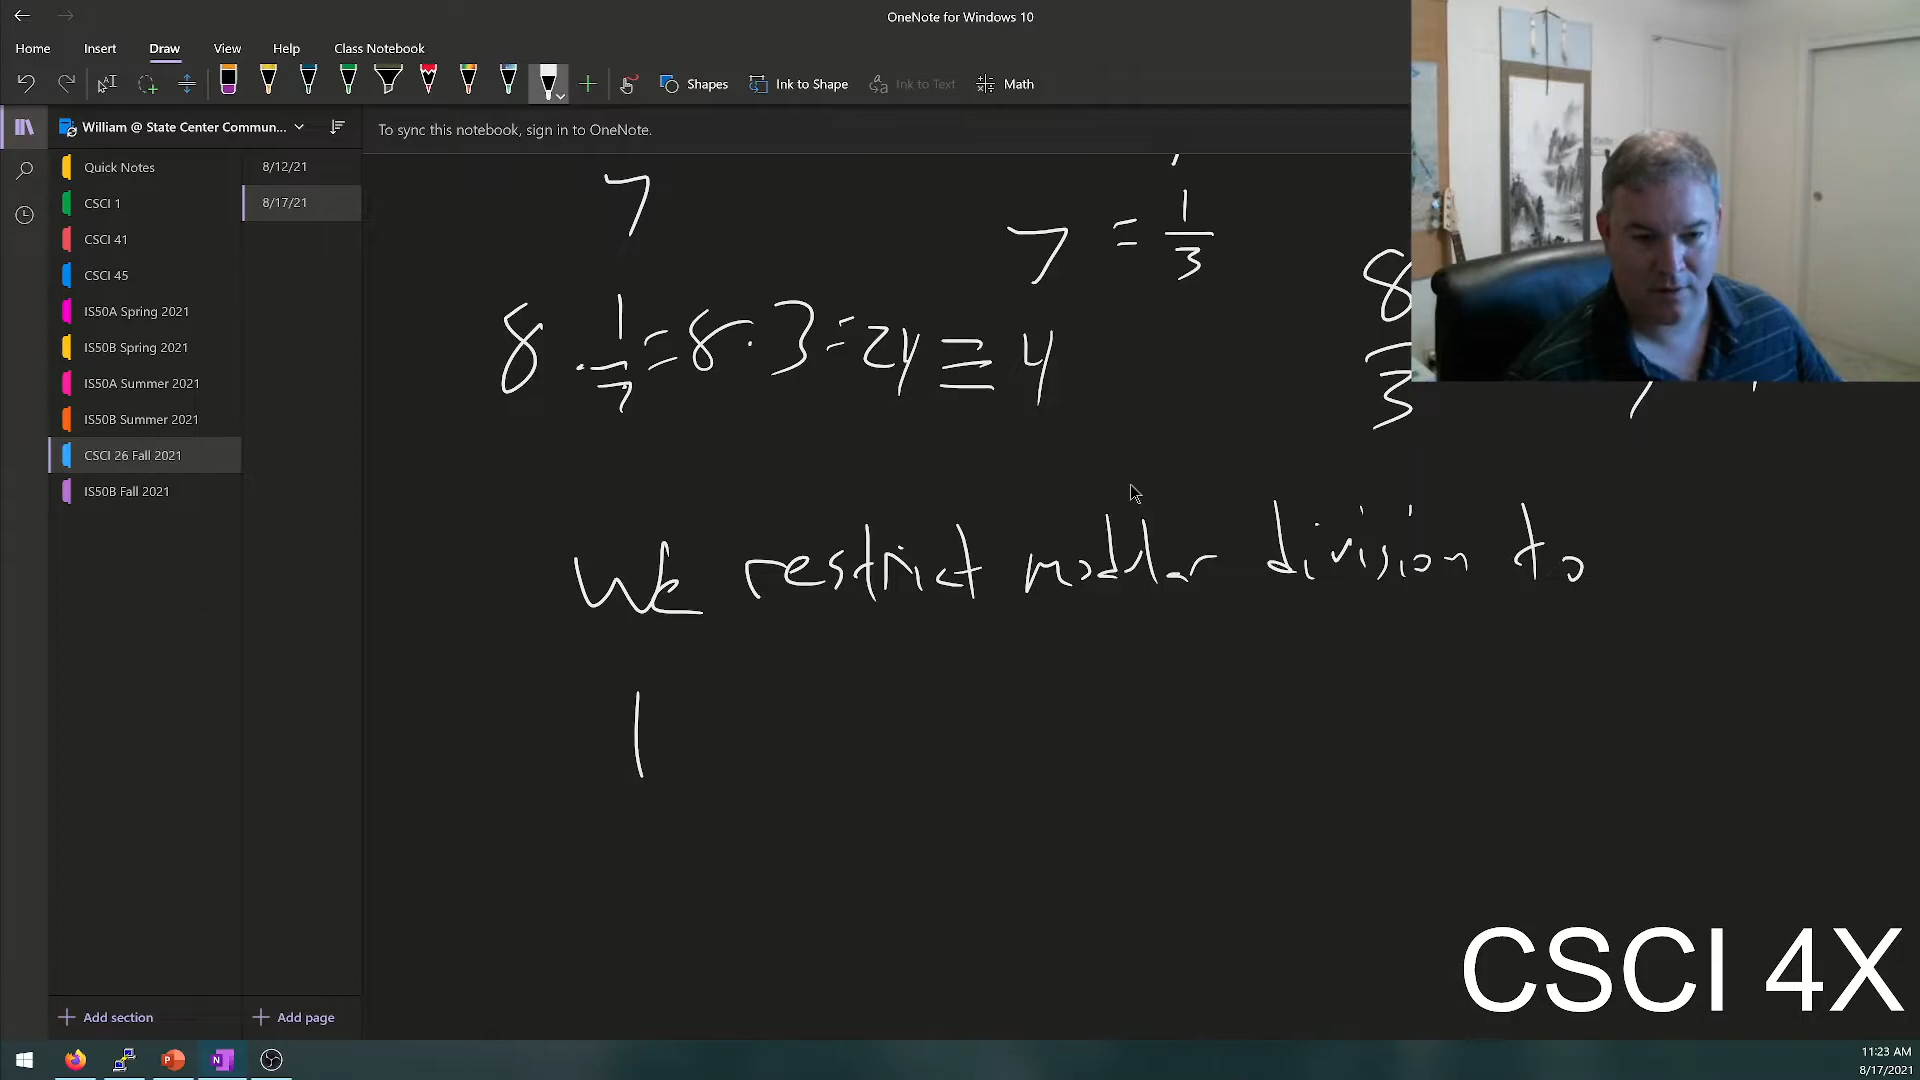 OneNote for Windows 10
Home Insert Draw View Help Class Notebook
Shapes Ink to Shape Ink to Text Math
William @ State Center Commun...
To sync this notebook, sign in to OneNote.
Quick Notes
CSCI 1
CSCI 41
CSCI 45
IS50A Spring 2021
IS50B Spring 2021
IS50A Summer 2021
IS50B Summer 2021
CSCI 26 Fall 2021
IS50B Fall 2021
8/12/21
8/17/21
7
7 = 1/3
8 · 1/7 = 8 · 3 = 24 ≡ 4
8/3
We restrict modular division to
1
CSCI 4X
Add section
Add page
11:23 AM
8/17/2021